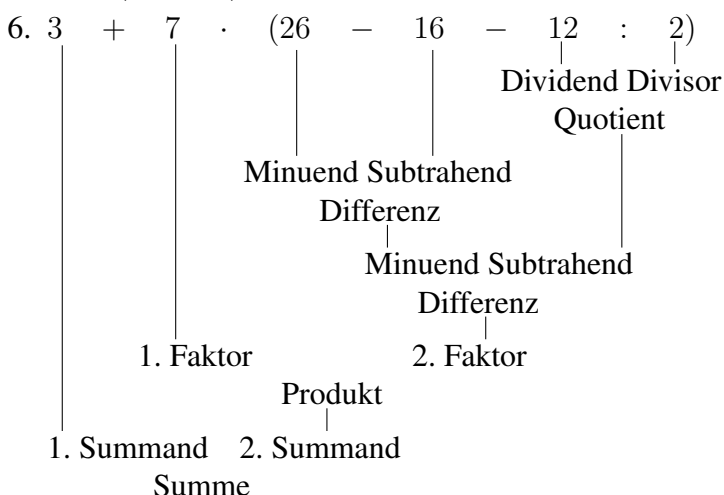 6. 3 + 7 · (26 − 16 − 12 : 2)
Dividend Divisor
Quotient
Minuend Subtrahend
Differenz
Minuend Subtrahend
Differenz
1. Faktor 2. Faktor
Produkt
1. Summand 2. Summand
Summe